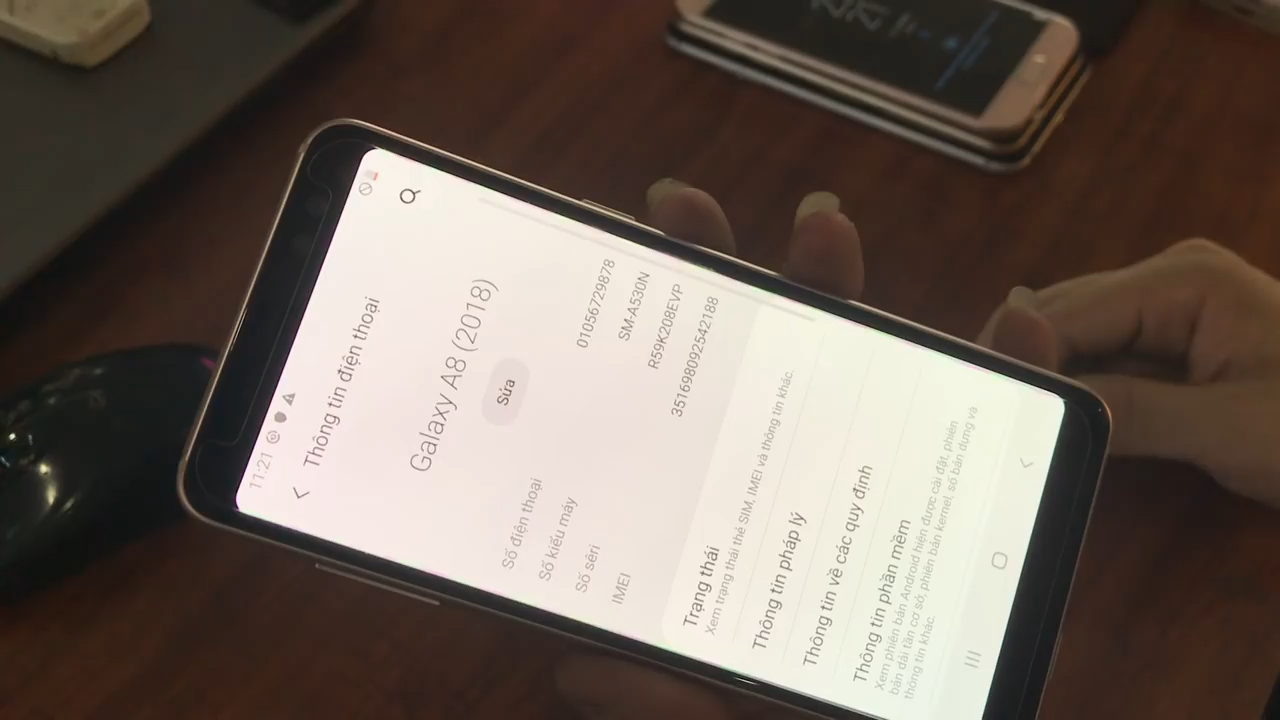 11:21
Thông tin điện thoại
Galaxy A8 (2018)
Sửa
Số điện thoại 01056729878
Số kiểu máy SM-A530N
Số sêri R59K208EVP
IMEI 351698092542188
Trạng thái
Xem trạng thái thẻ SIM, IMEI và thông tin khác.
Thông tin pháp lý
Thông tin về các quy định
Thông tin phần mềm
Xem phiên bản Android hiện được cài đặt, phiên
bản dải tần cơ sở, phiên bản kernel, số bản dựng và
thông tin khác.